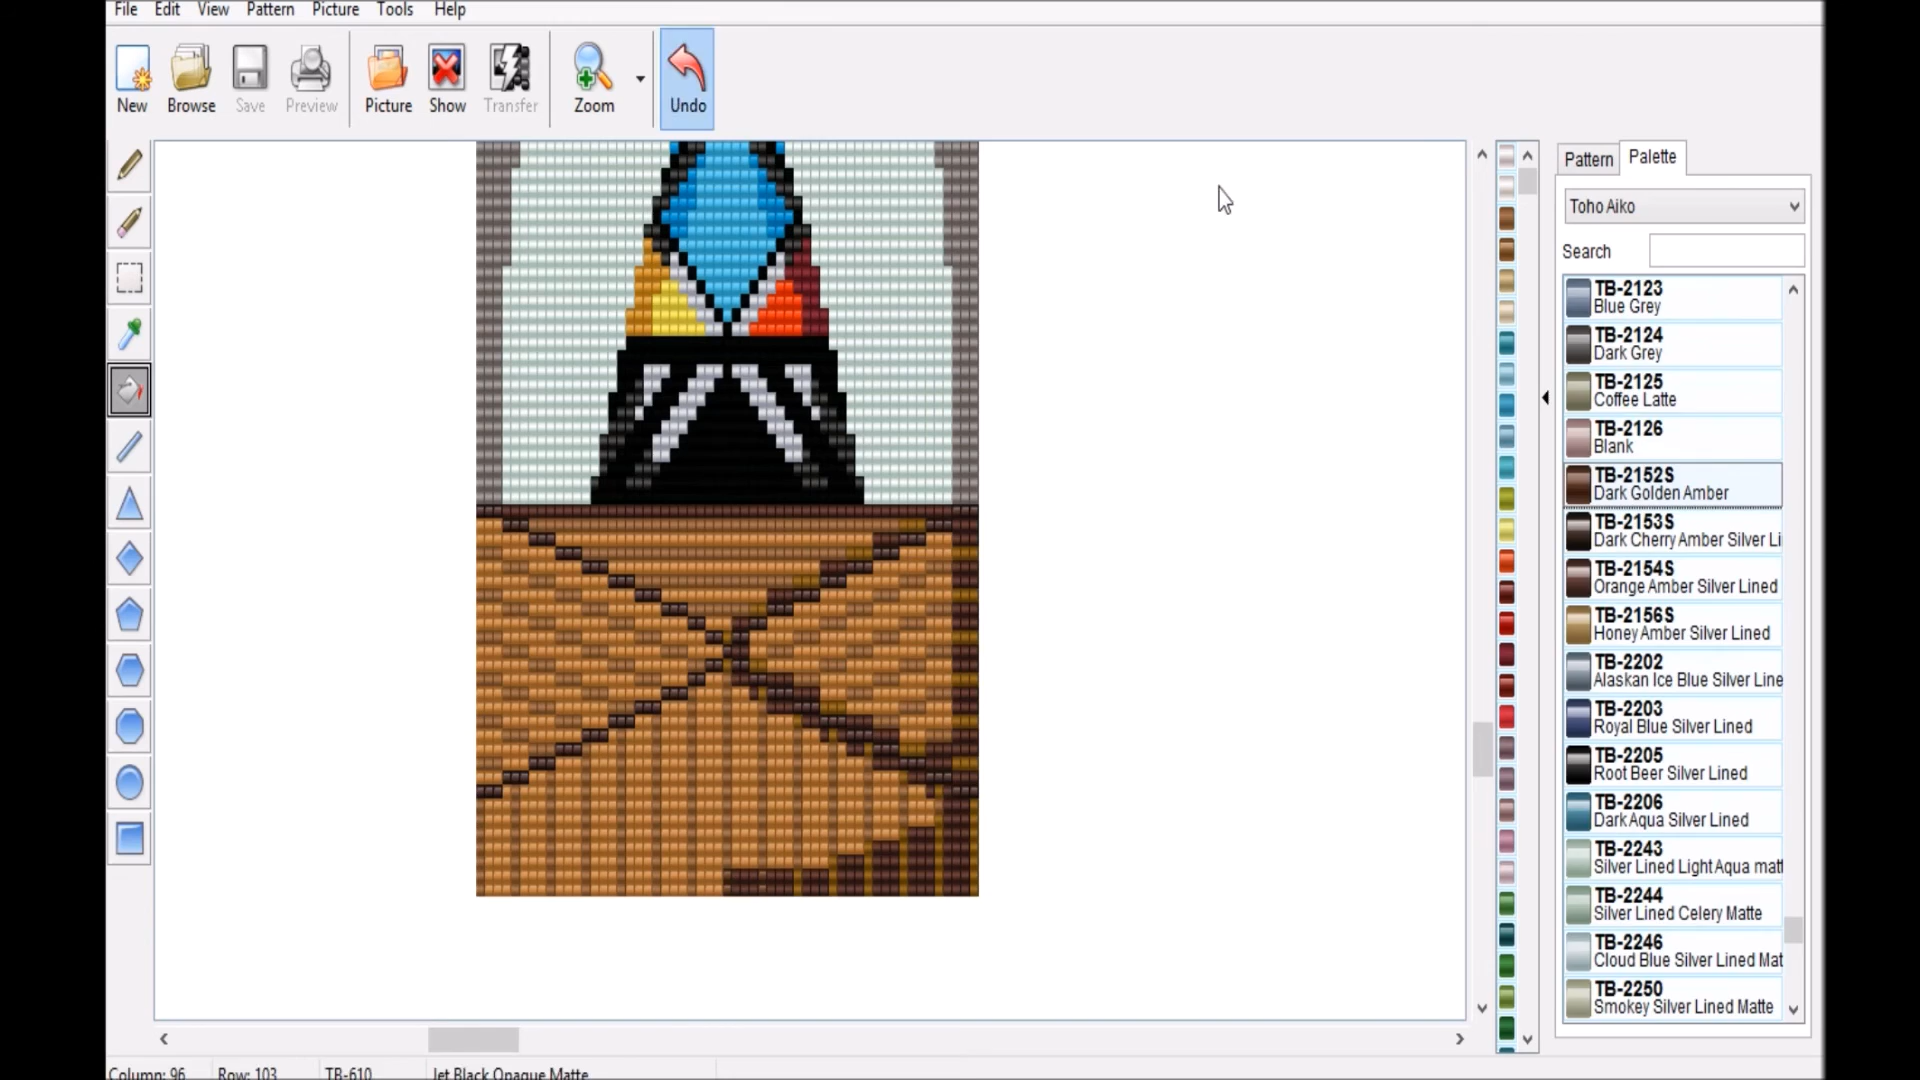 File Edit View Pattern Picture Tools Help
New Browse Save Preview Picture Show Transfer Zoom Undo
Pattern Palette
Toho Aiko
Search
TB-2123
Blue Grey
TB-2124
Dark Grey
TB-2125
Coffee Latte
TB-2126
Blank
TB-2152S
Dark Golden Amber
TB-2153S
Dark Cherry Amber Silver Li
TB-2154S
Orange Amber Silver Lined
TB-2156S
Honey Amber Silver Lined
TB-2202
Alaskan Ice Blue Silver Line
TB-2203
Royal Blue Silver Lined
TB-2205
Root Beer Silver Lined
TB-2206
Dark Aqua Silver Lined
TB-2243
Silver Lined Light Aqua matt
TB-2244
Silver Lined Celery Matte
TB-2246
Cloud Blue Silver Lined Mat
TB-2250
Smokey Silver Lined Matte
Column: 96 Row: 103 TB-610 Jet Black Opaque Matte